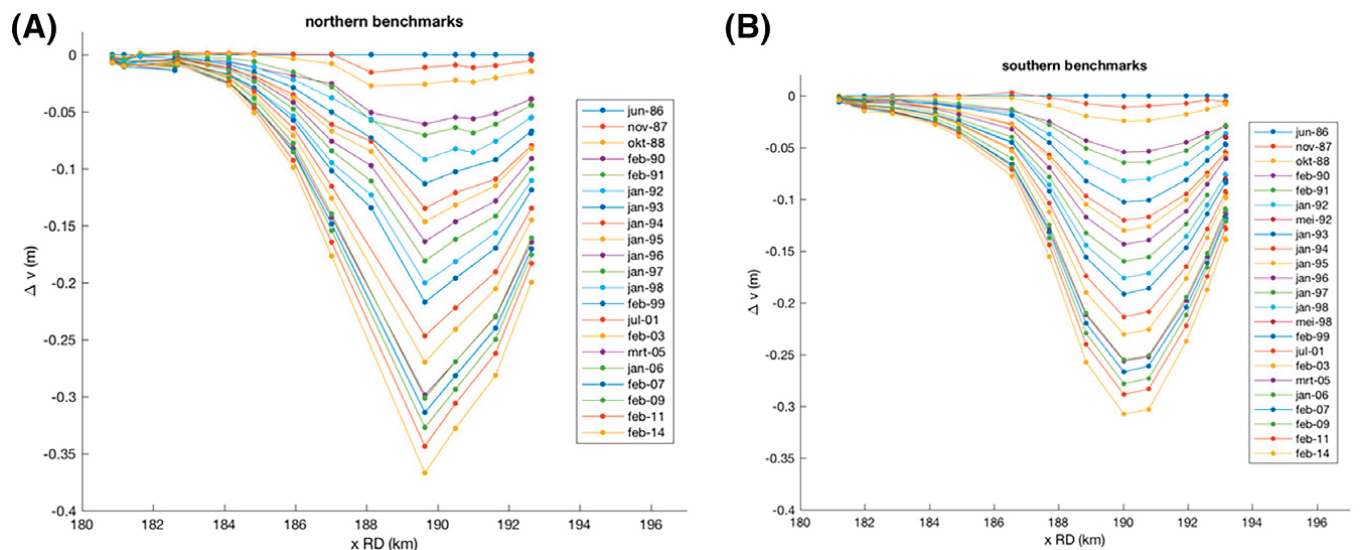 (A)
northern benchmarks
0
-0.05
-0.1
-0.15
-0.2
-0.25
-0.3
-0.35
-0.4
Δ v (m)
180 182 184 186 188 190 192 194 196
x RD (km)
jun-86
nov-87
okt-88
feb-90
feb-91
jan-92
jan-93
jan-94
jan-95
jan-96
jan-97
jan-98
feb-99
jul-01
feb-03
mrt-05
jan-06
feb-07
feb-09
feb-11
feb-14
(B)
southern benchmarks
0
-0.05
-0.1
-0.15
-0.2
-0.25
-0.3
-0.35
-0.4
Δ v (m)
180 182 184 186 188 190 192 194 196
x RD (km)
jun-86
nov-87
okt-88
feb-90
feb-91
jan-92
mei-92
jan-93
jan-94
jan-95
jan-96
jan-97
jan-98
mei-98
feb-99
jul-01
feb-03
mrt-05
jan-06
feb-07
feb-09
feb-11
feb-14